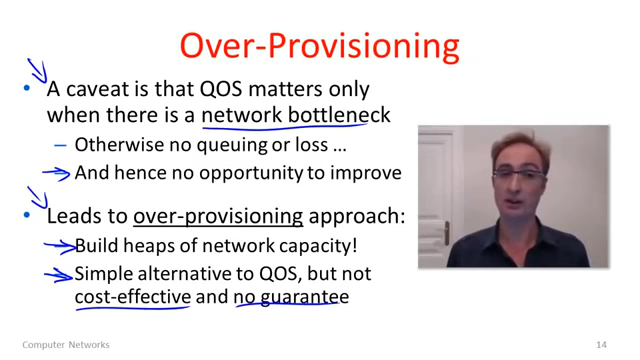 Over-Provisioning
• A caveat is that QOS matters only
when there is a network bottleneck
– Otherwise no queuing or loss …
– And hence no opportunity to improve
• Leads to over-provisioning approach:
– Build heaps of network capacity!
– Simple alternative to QOS, but not
cost-effective and no guarantee
Computer Networks
14